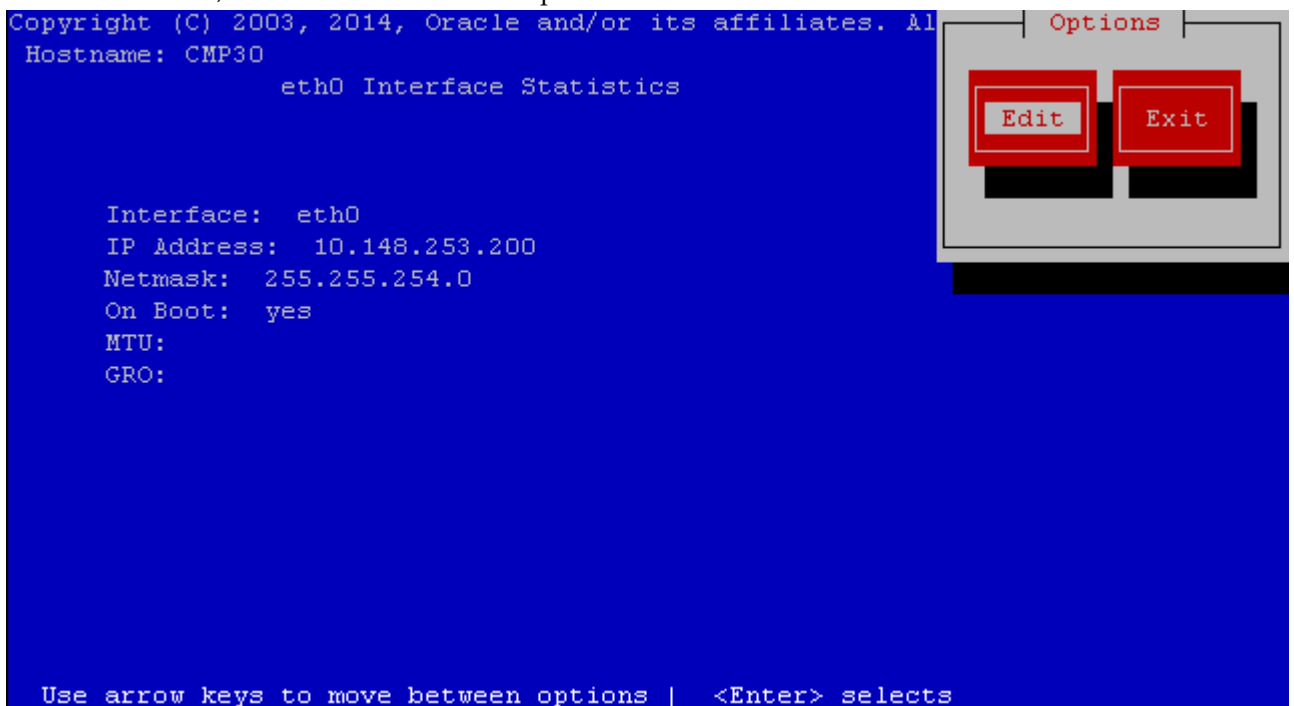 Copyright (C) 2003, 2014, Oracle and/or its affiliates. Al
Options
Hostname: CMP30
eth0 Interface Statistics
Edit
Exit
Interface: eth0
IP Address: 10.148.253.200
Netmask: 255.255.254.0
On Boot: yes
MTU:
GRO:
Use arrow keys to move between options | <Enter> selects